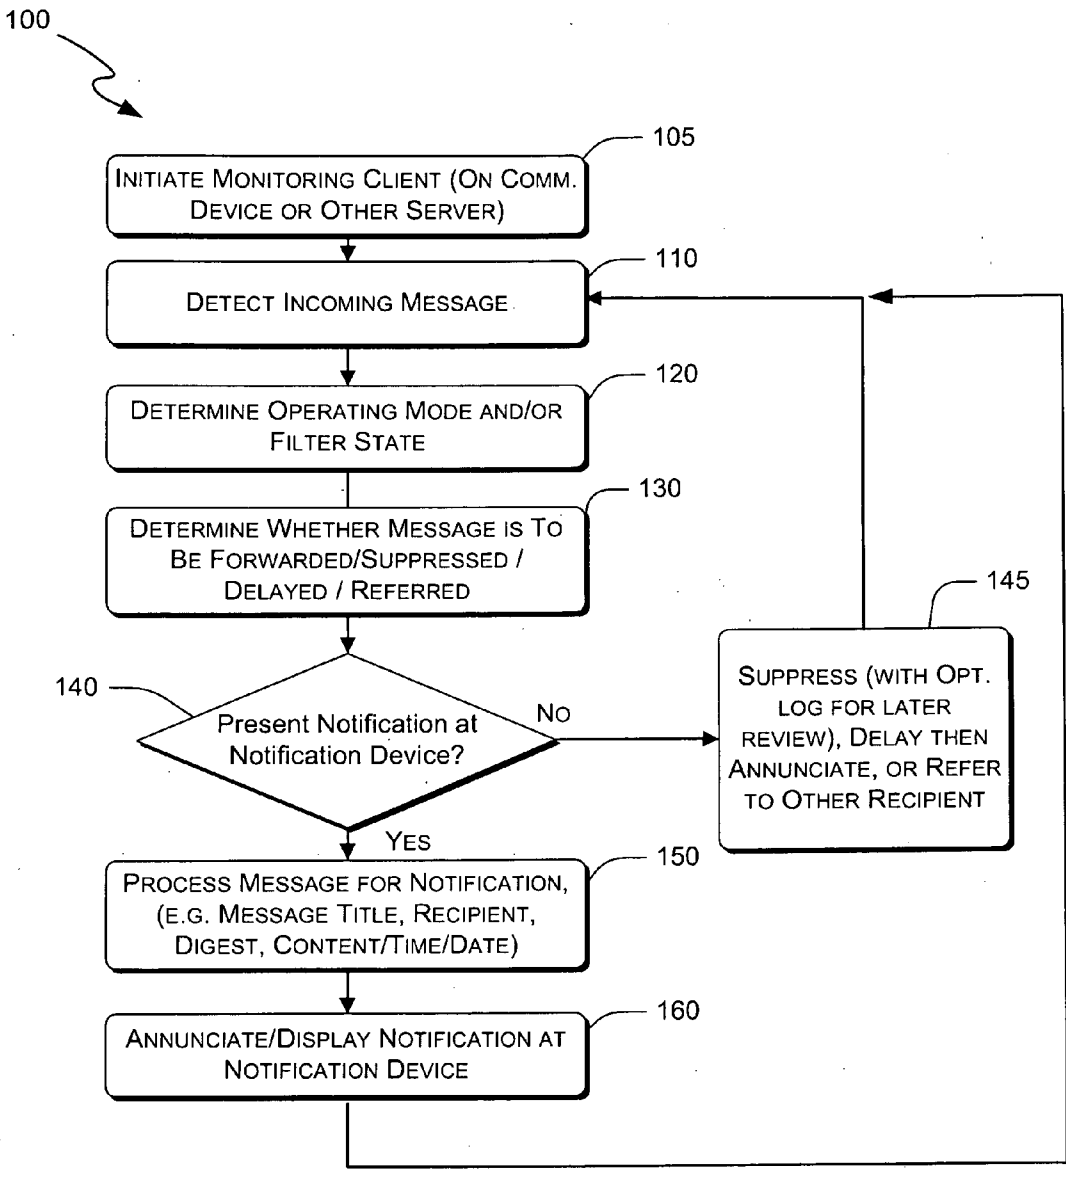 100
105
INITIATE MONITORING CLIENT (ON COMM.
DEVICE OR OTHER SERVER)
110
DETECT INCOMING MESSAGE
120
DETERMINE OPERATING MODE AND/OR
FILTER STATE
130
DETERMINE WHETHER MESSAGE IS TO
BE FORWARDED/SUPPRESSED /
DELAYED / REFERRED
140
Present Notification at
Notification Device?
NO
145
SUPPRESS (WITH OPT.
LOG FOR LATER
REVIEW), DELAY THEN
ANNUNCIATE, OR REFER
TO OTHER RECIPIENT
YES
150
PROCESS MESSAGE FOR NOTIFICATION,
(E.G. MESSAGE TITLE, RECIPIENT,
DIGEST, CONTENT/TIME/DATE)
160
ANNUNCIATE/DISPLAY NOTIFICATION AT
NOTIFICATION DEVICE